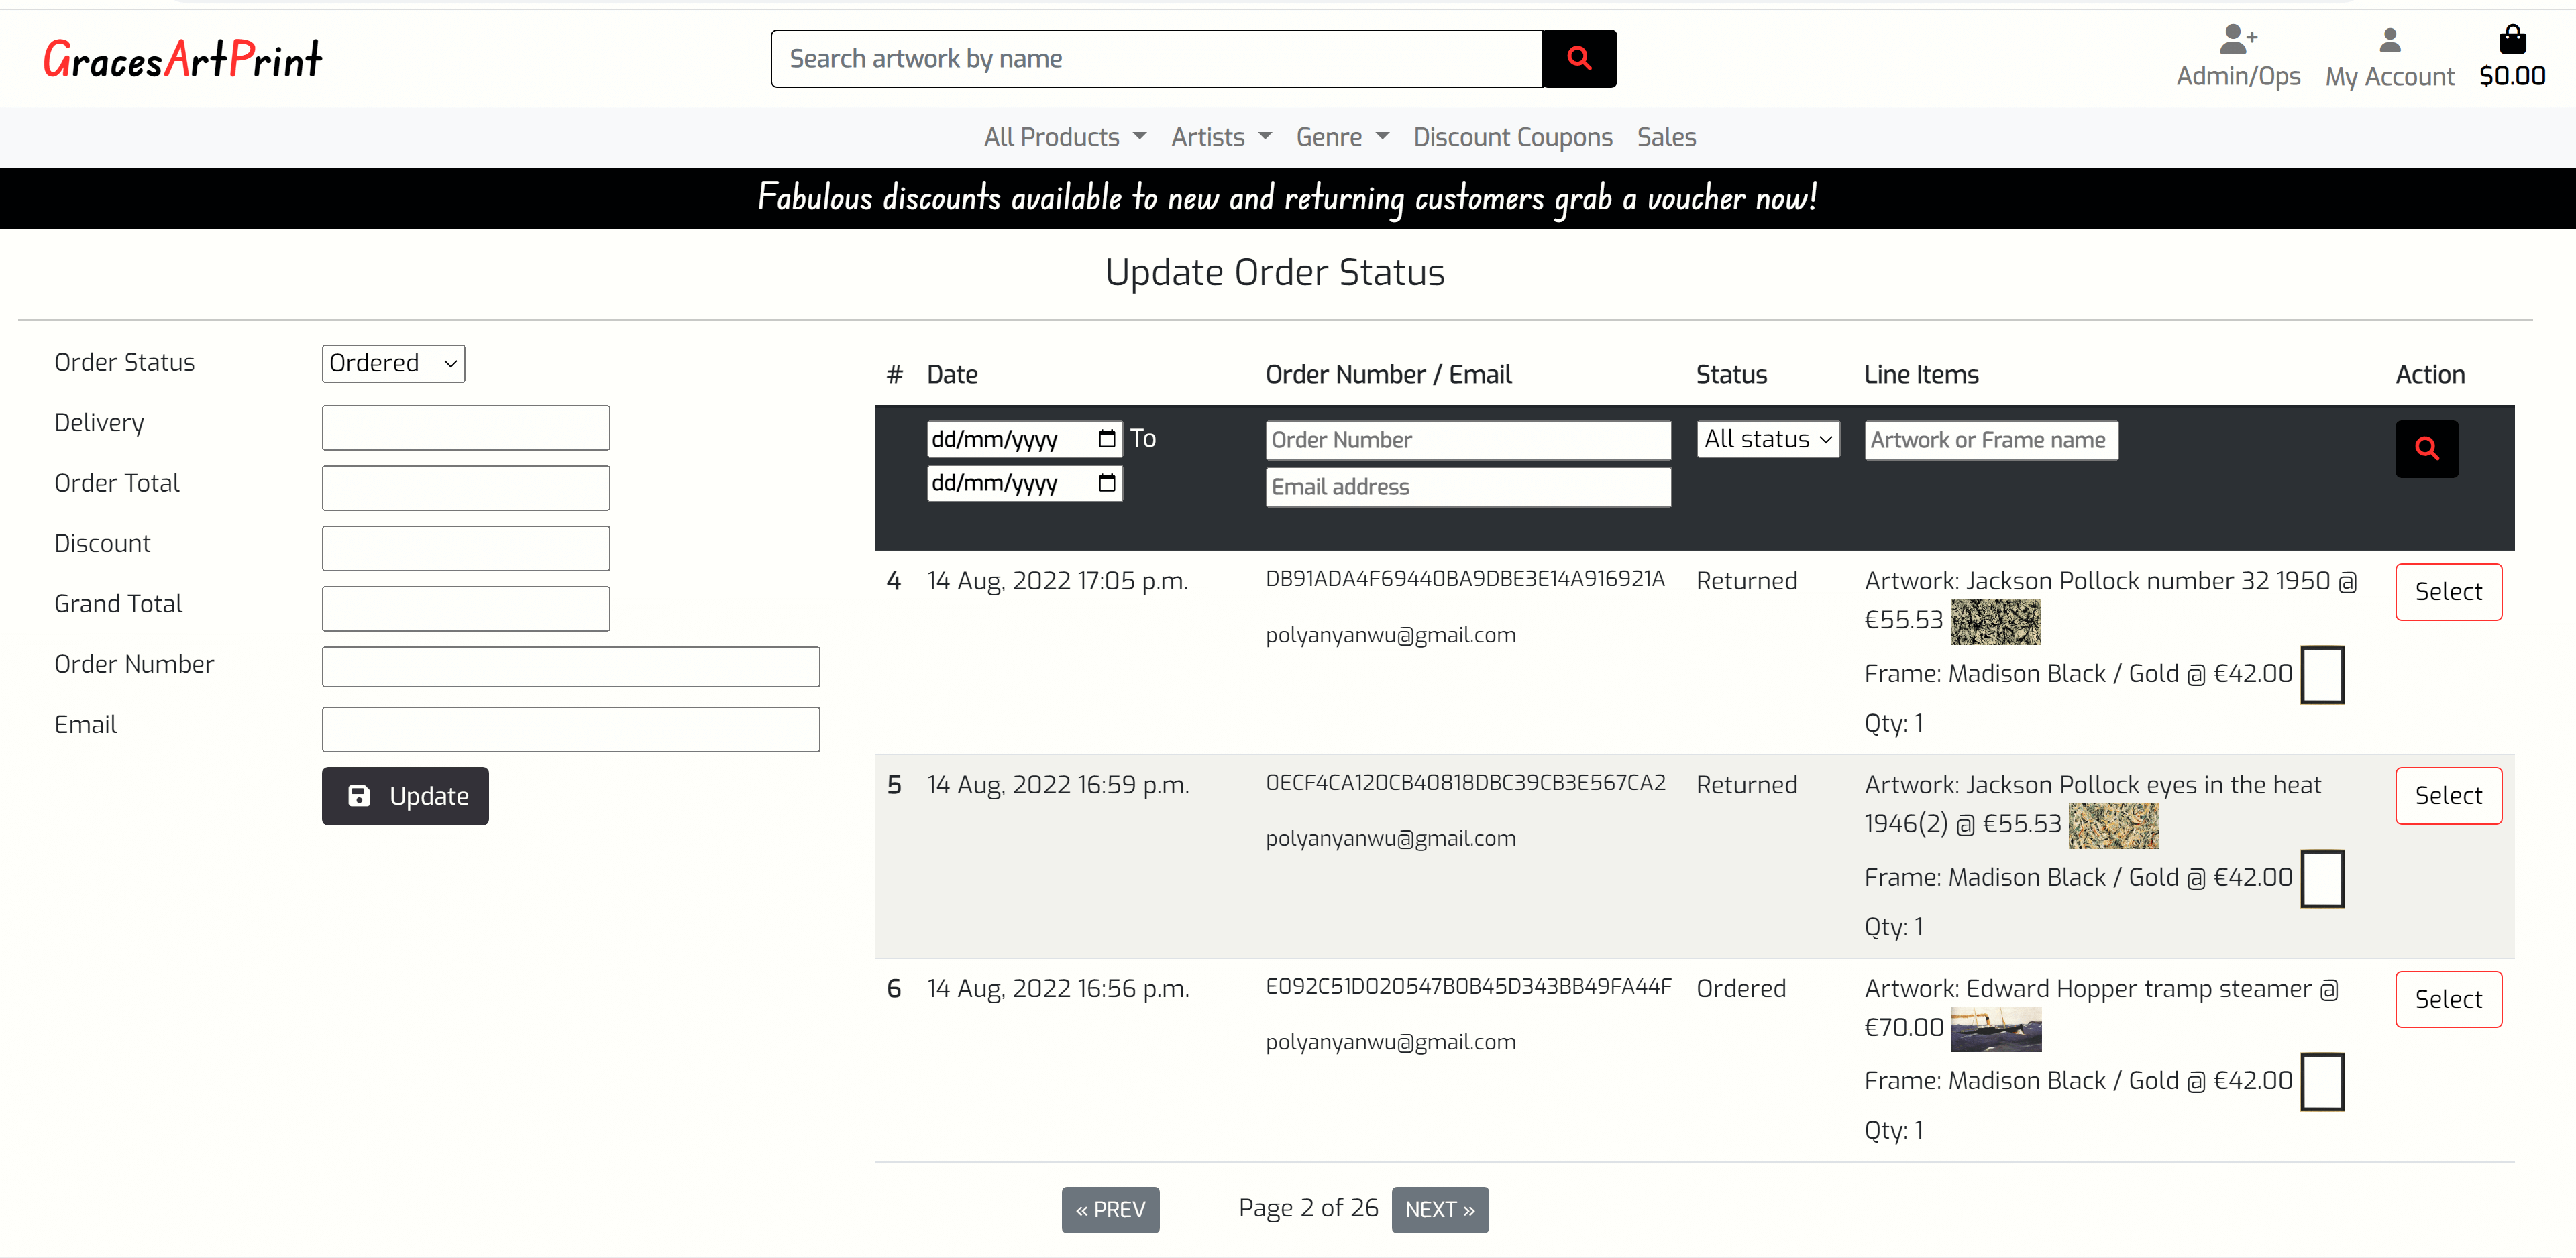 GracesArtPrint
Search artwork by name
Admin/Ops
My Account
$0.00
All Products
Artists
Genre
Discount Coupons
Sales
Fabulous discounts available to new and returning customers grab a voucher now!
Update Order Status
Order Status
Ordered
Delivery
Order Total
Discount
Grand Total
Order Number
Email
Update
# Date Order Number / Email Status Line Items Action
dd/mm/yyyy To
dd/mm/yyyy
Order Number
Email address
All status
Artwork or Frame name
4 14 Aug, 2022 17:05 p.m. DB91ADA4F69440BA9DBE3E14A916921A Returned Artwork: Jackson Pollock number 32 1950 @ Select
€55.53
polyanyanwu@gmail.com
Frame: Madison Black / Gold @ €42.00
Qty: 1
5 14 Aug, 2022 16:59 p.m. 0ECF4CA120CB40818DBC39CB3E567CA2 Returned Artwork: Jackson Pollock eyes in the heat Select
1946(2) @ €55.53
polyanyanwu@gmail.com
Frame: Madison Black / Gold @ €42.00
Qty: 1
6 14 Aug, 2022 16:56 p.m. E092C51D020547B0B45D343BB49FA44F Ordered Artwork: Edward Hopper tramp steamer @ Select
€70.00
polyanyanwu@gmail.com
Frame: Madison Black / Gold @ €42.00
Qty: 1
« PREV Page 2 of 26 NEXT »